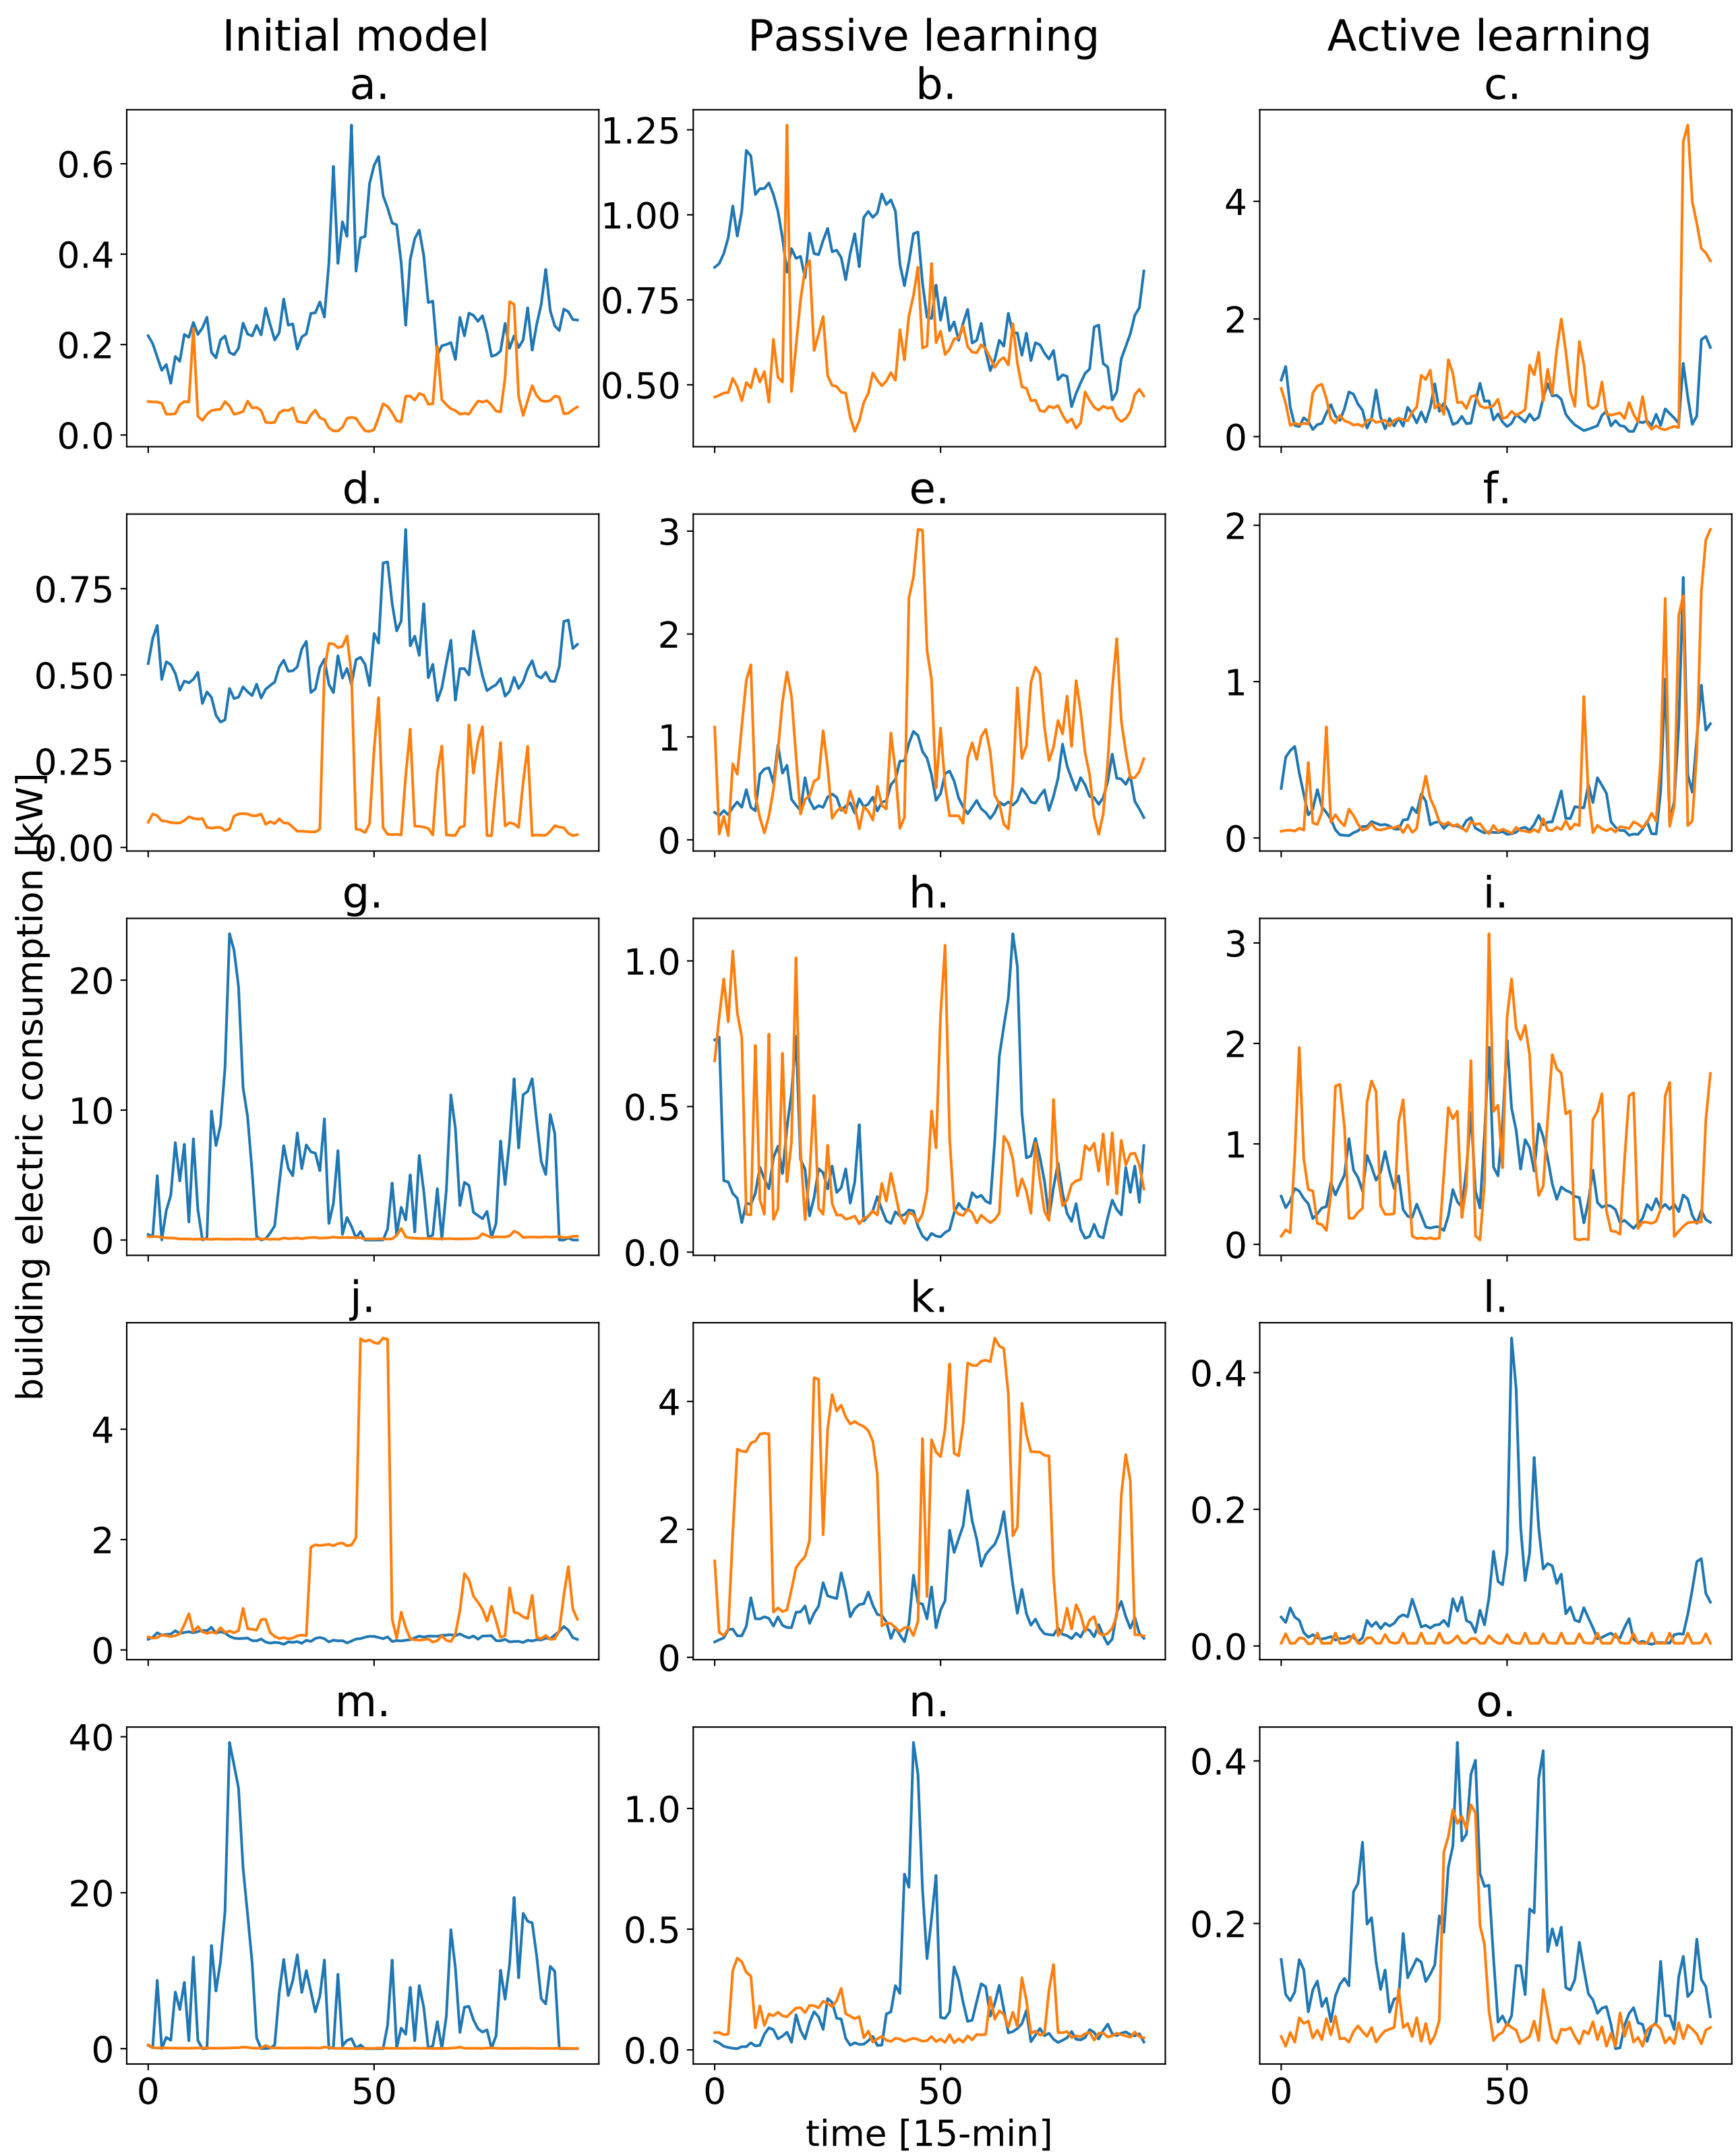 Initial model
Passive learning
Active learning
a.
b.
c.
0.6
0.4
0.2
0.0
1.25
1.00
0.75
0.50
4
2
0
d.
e.
f.
0.75
0.50
0.25
0.00
3
2
1
0
2
1
0
g.
h.
i.
20
10
0
1.0
0.5
0.0
3
2
1
0
j.
k.
l.
4
2
0
4
2
0
0.4
0.2
0.0
m.
n.
o.
40
20
0
1.0
0.5
0.0
0.4
0.2
0
50
0
50
0
50
building electric consumption [kW]
time [15-min]